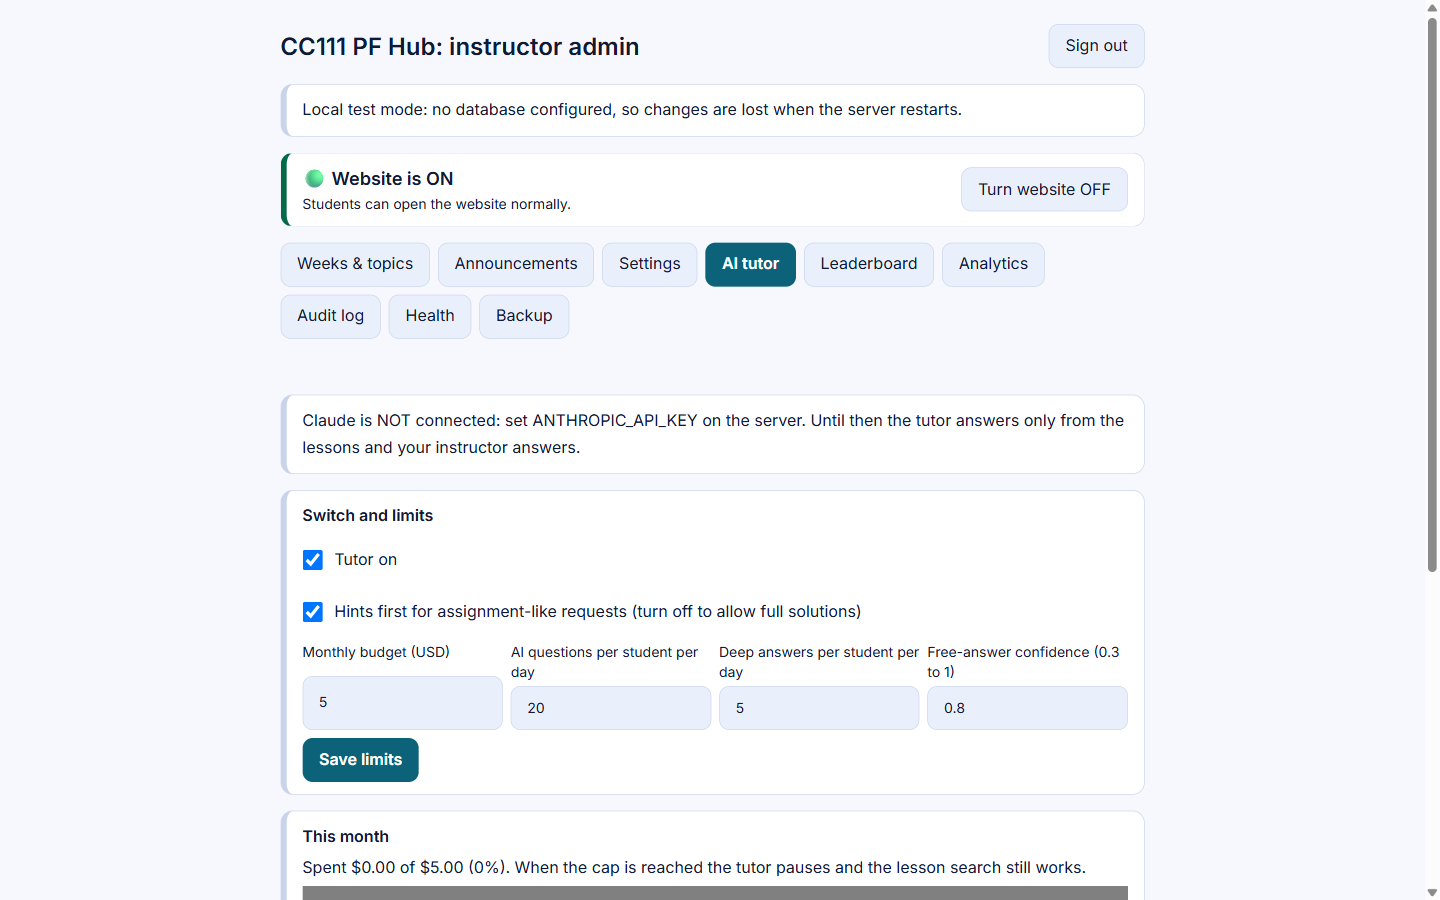 CC111 PF Hub: instructor admin
Sign out
Local test mode: no database configured, so changes are lost when the server restarts.
Website is ON
Students can open the website normally.
Turn website OFF
Weeks & topics
Announcements
Settings
AI tutor
Leaderboard
Analytics
Audit log
Health
Backup
Claude is NOT connected: set ANTHROPIC_API_KEY on the server. Until then the tutor answers only from the
lessons and your instructor answers.
Switch and limits
Tutor on
Hints first for assignment-like requests (turn off to allow full solutions)
Monthly budget (USD)
5
AI questions per student per
day
20
Deep answers per student per
day
5
Free-answer confidence (0.3
to 1)
0.8
Save limits
This month
Spent $0.00 of $5.00 (0%). When the cap is reached the tutor pauses and the lesson search still works.